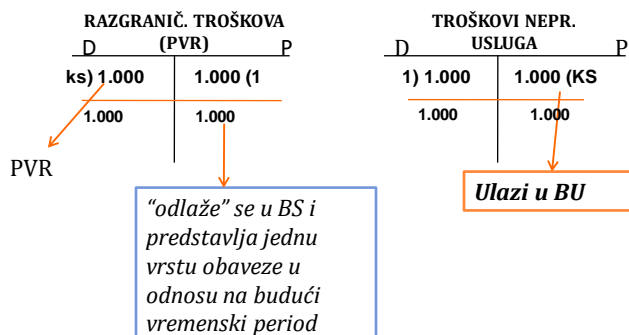 RAZGRANIČ. TROŠKOVA
(PVR)
D P
ks) 1.000 1.000 (1
1.000 1.000
PVR
“odlaže” se u BS i
predstavlja jednu
vrstu obaveze u
odnosu na budući
vremenski period
TROŠKOVI NEPR.
USLUGA
D P
1) 1.000 1.000 (KS
1.000 1.000
Ulazi u BU